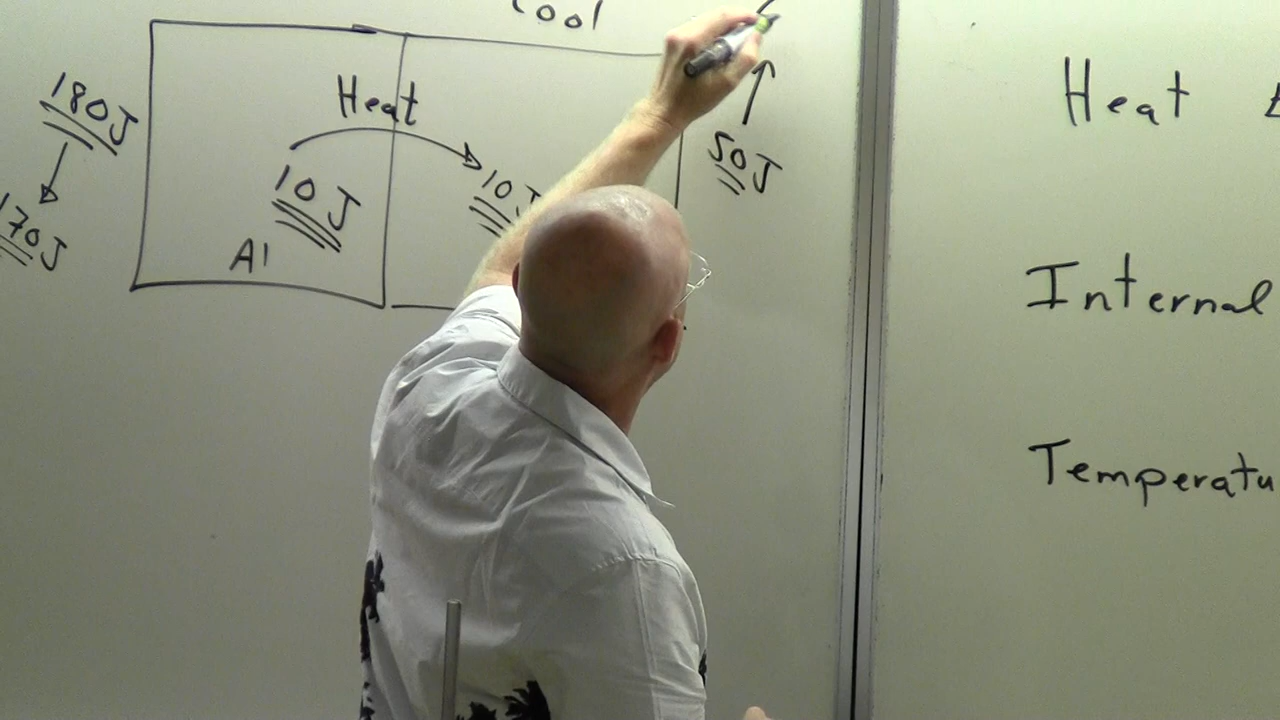 Cool
180J
Heat
50J
10J
10J
170J
Al
Heat
Internal
Temperatu